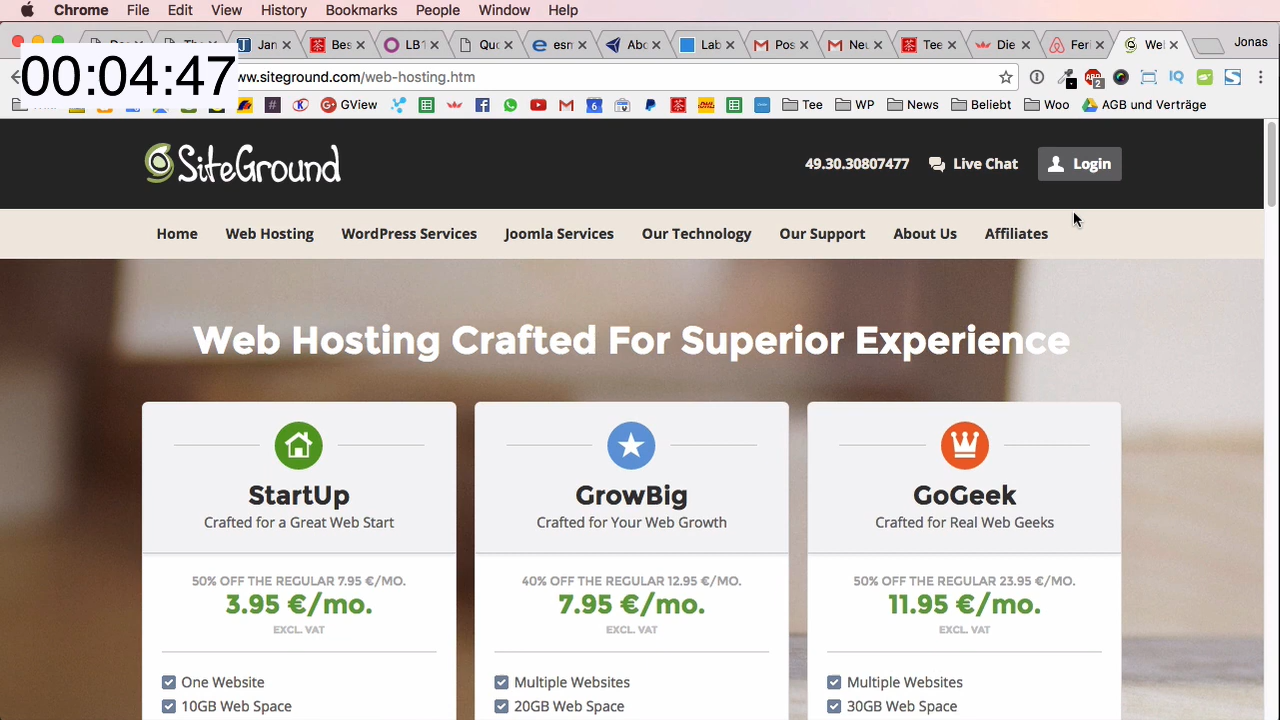 Chrome File Edit View History Bookmarks People Window Help
Jan Bes LB1 Quo esn Abo Lab Pos Neu Tee Die Fer Wel Jonas
00:04:47
ww.siteground.com/web-hosting.htm
GView Tee WP News Beliebt Woo AGB und Verträge
SiteGround
49.30.30807477 Live Chat Login
Home Web Hosting WordPress Services Joomla Services Our Technology Our Support About Us Affiliates
Web Hosting Crafted For Superior Experience
StartUp
Crafted for a Great Web Start
50% OFF THE REGULAR 7.95 €/MO.
3.95 €/mo.
EXCL. VAT
One Website
10GB Web Space
GrowBig
Crafted for Your Web Growth
40% OFF THE REGULAR 12.95 €/MO.
7.95 €/mo.
EXCL. VAT
Multiple Websites
20GB Web Space
GoGeek
Crafted for Real Web Geeks
50% OFF THE REGULAR 23.95 €/MO.
11.95 €/mo.
EXCL. VAT
Multiple Websites
30GB Web Space